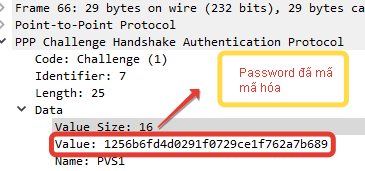 Frame 66: 29 bytes on wire (232 bits), 29 bytes ca
Point-to-Point Protocol
PPP Challenge Handshake Authentication Protocol
Code: Challenge (1)
Identifier: 7
Length: 25
Data
Value Size: 16
Value: 1256b6fd4d0291f0729ce1f762a7b689
Name: PVS1
Password đã mã
mã hóa